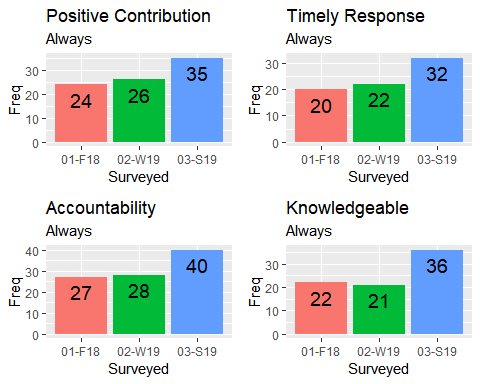 Positive Contribution
Always
Freq
30
20
10
0
35
26
24
01-F18 02-W19 03-S19
Surveyed
Timely Response
Always
Freq
30
20
10
0
32
22
20
01-F18 02-W19 03-S19
Surveyed
Accountability
Always
Freq
40
30
20
10
0
40
28
27
01-F18 02-W19 03-S19
Surveyed
Knowledgeable
Always
Freq
30
20
10
0
36
22
21
01-F18 02-W19 03-S19
Surveyed